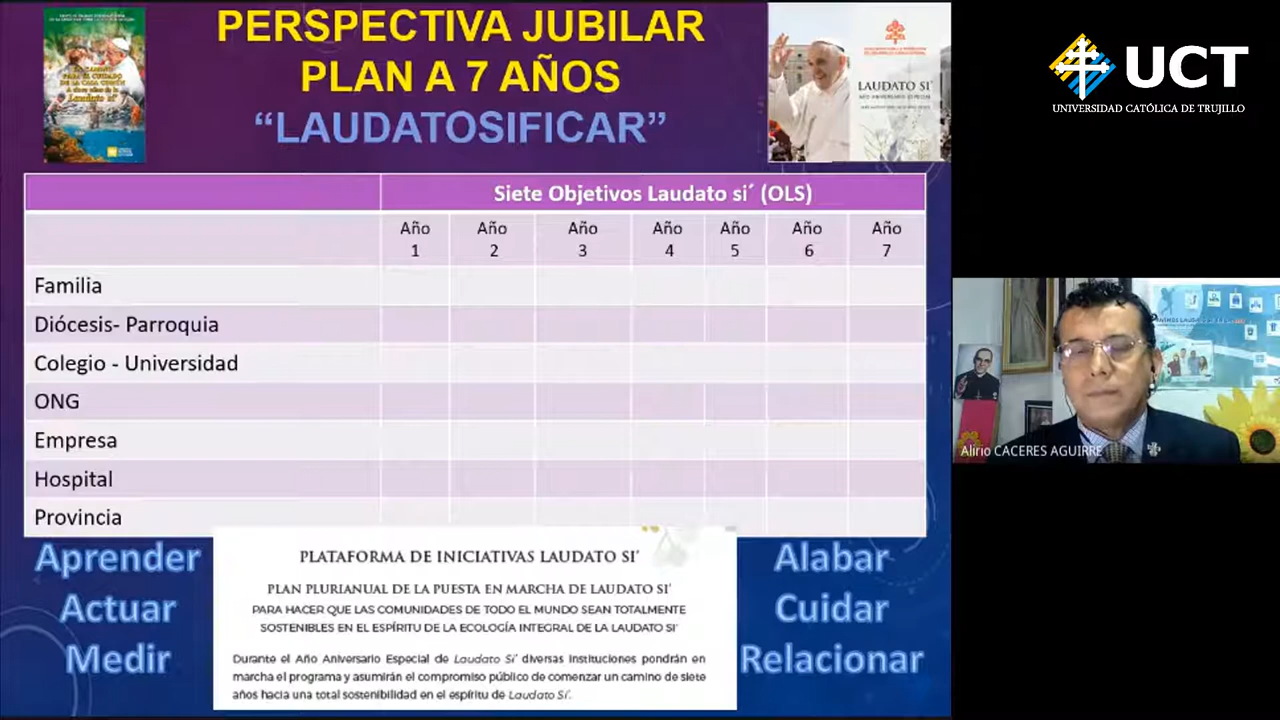 PERSPECTIVA JUBILAR
PLAN A 7 AÑOS
“LAUDATOSIFICAR”
LAUDATO SI’
UCT
UNIVERSIDAD CATÓLICA DE TRUJILLO
Siete Objetivos Laudato si´ (OLS)
Año 1
Año 2
Año 3
Año 4
Año 5
Año 6
Año 7
Familia
Diócesis- Parroquia
Colegio - Universidad
ONG
Empresa
Hospital
Provincia
Aprender
Actuar
Medir
PLATAFORMA DE INICIATIVAS LAUDATO SI’
PLAN PLURIANUAL DE LA PUESTA EN MARCHA DE LAUDATO SI’
PARA HACER QUE LAS COMUNIDADES DE TODO EL MUNDO SEAN TOTALMENTE
SOSTENIBLES EN EL ESPÍRITU DE LA ECOLOGÍA INTEGRAL DE LA LAUDATO SI’
Durante el Año Aniversario Especial de Laudato Si’ diversas instituciones pondrán en
marcha el programa y asumirán el compromiso público de comenzar un camino de siete
años hacia una total sostenibilidad en el espíritu de Laudato Si’.
Alabar
Cuidar
Relacionar
Alirio CACERES AGUIRRE